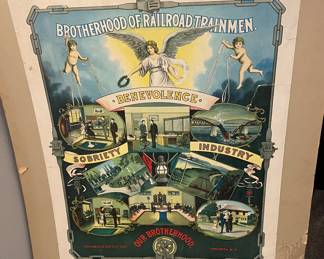 BROTHERHOOD OF RAILROAD TRAINMEN.
BENEVOLENCE
SOBRIETY
INDUSTRY
OUR BROTHERHOOD